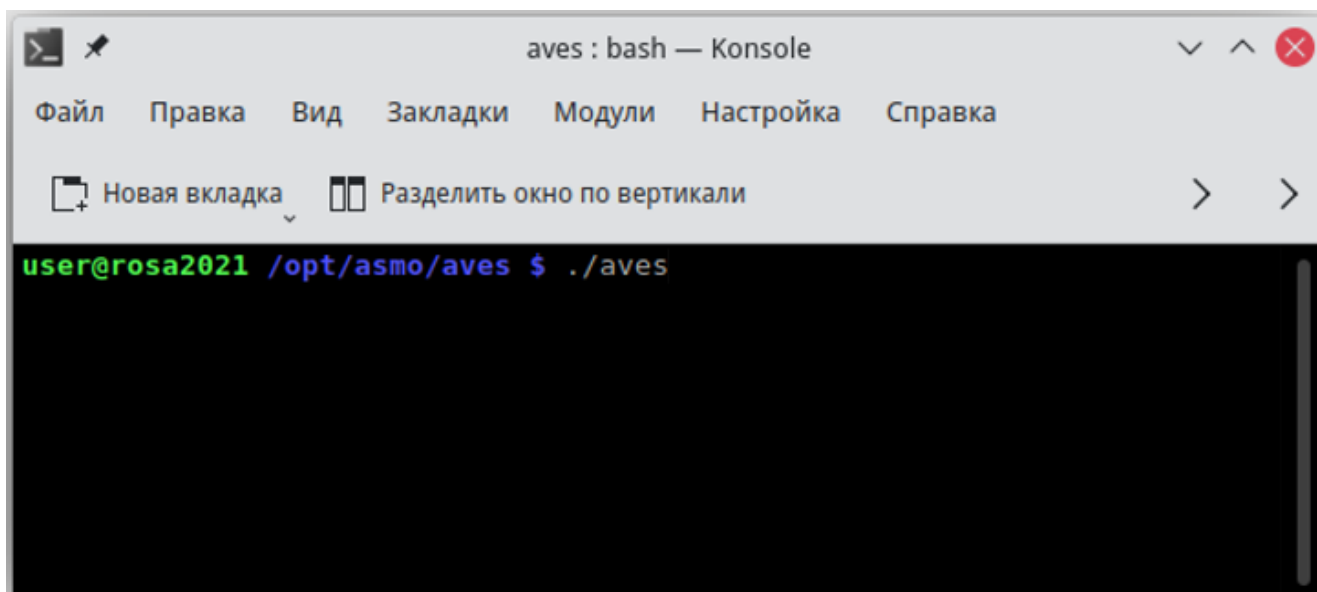 aves : bash — Konsole
Файл Правка Вид Закладки Модули Настройка Справка
Новая вкладка Разделить окно по вертикали
user@rosa2021 /opt/asmo/aves $ ./aves